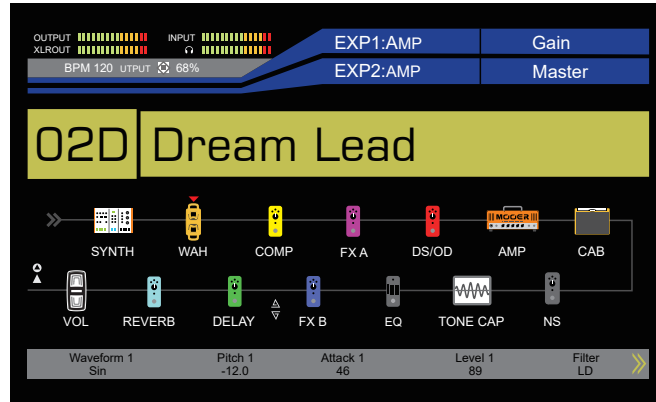 OUTPUT INPUT
XLROUT
BPM 120 UTPUT 68%
EXP1:AMP Gain
EXP2:AMP Master
02D Dream Lead
MOOER
SYNTH WAH COMP FX A DS/OD AMP CAB
VOL REVERB DELAY FX B EQ TONE CAP NS
Waveform 1 Pitch 1 Attack 1 Level 1 Filter
Sin -12.0 46 89 LD